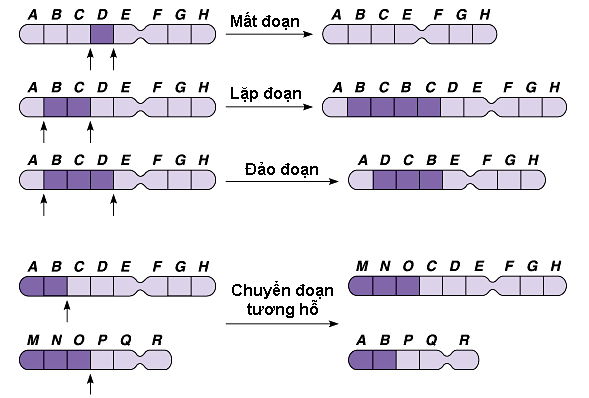 A B C D E F G H
Mất đoạn
A B C E F G H
A B C D E F G H
Lặp đoạn
A B C B C D E F G H
A B C D E F G H
Đảo đoạn
A D C B E F G H
A B C D E F G H
Chuyển đoạn
tương hỗ
M N O C D E F G H
M N O P Q R
A B P Q R